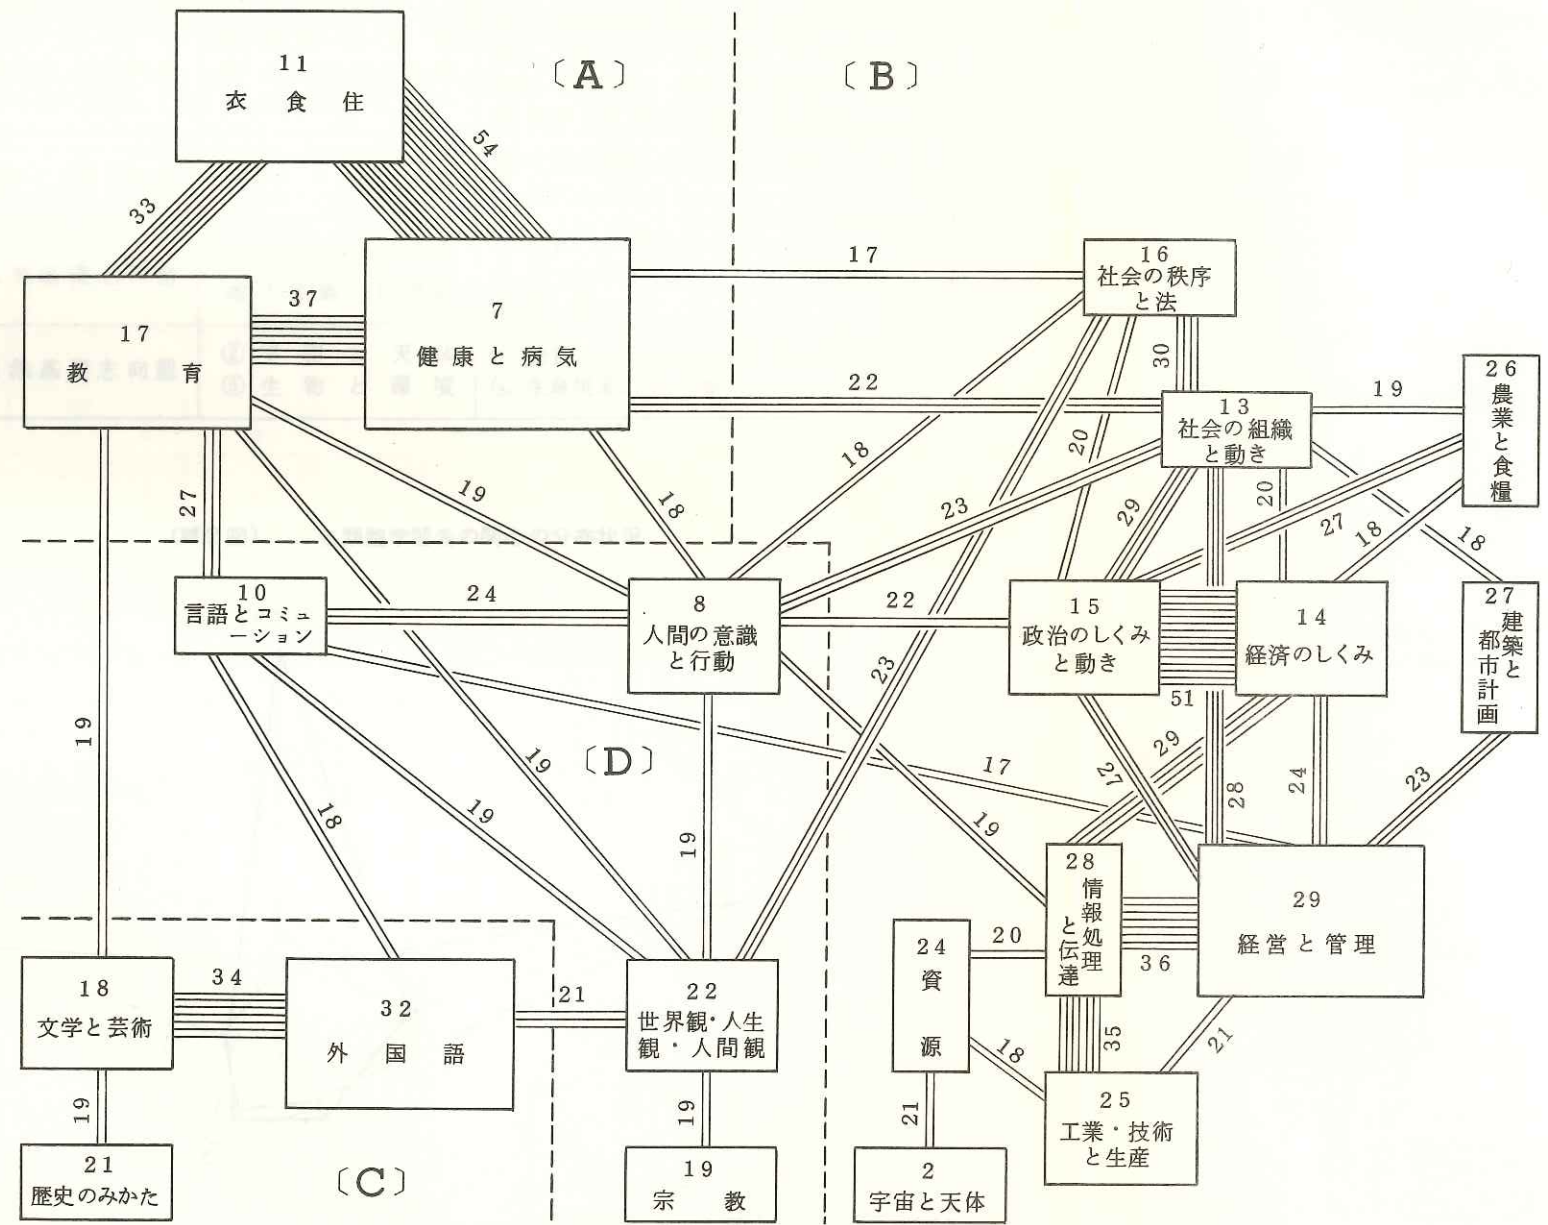 11
衣食住
〔A〕
〔B〕
54
33
17
教育
37
7
健康と病気
17
16
社会の秩序
と法
30
22
13
社会の組織
と動き
19
26
農業と食糧
18
20
29
20
27
18
18
27
19
18
23
10
言語とコミュ
ーション
24
8
人間の意識
と行動
22
15
政治のしくみ
と動き
51
14
経済のしくみ
27
建築と
都市計画
23
19
18
19
19
〔D〕
19
17
19
27
29
28
24
23
28
情報処理
と伝達
36
29
経営と管理
24
資源
20
18
文学と芸術
34
32
外国語
21
22
世界観・人生
観・人間観
18
35
21
25
工業・技術
と生産
19
21
歴史のみかた
〔C〕
19
19
宗教
21
2
宇宙と天体